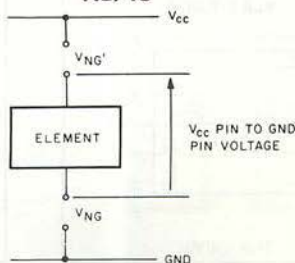 Vcc
VNG'
ELEMENT
Vcc PIN TO GND
PIN VOLTAGE
VNG
GND